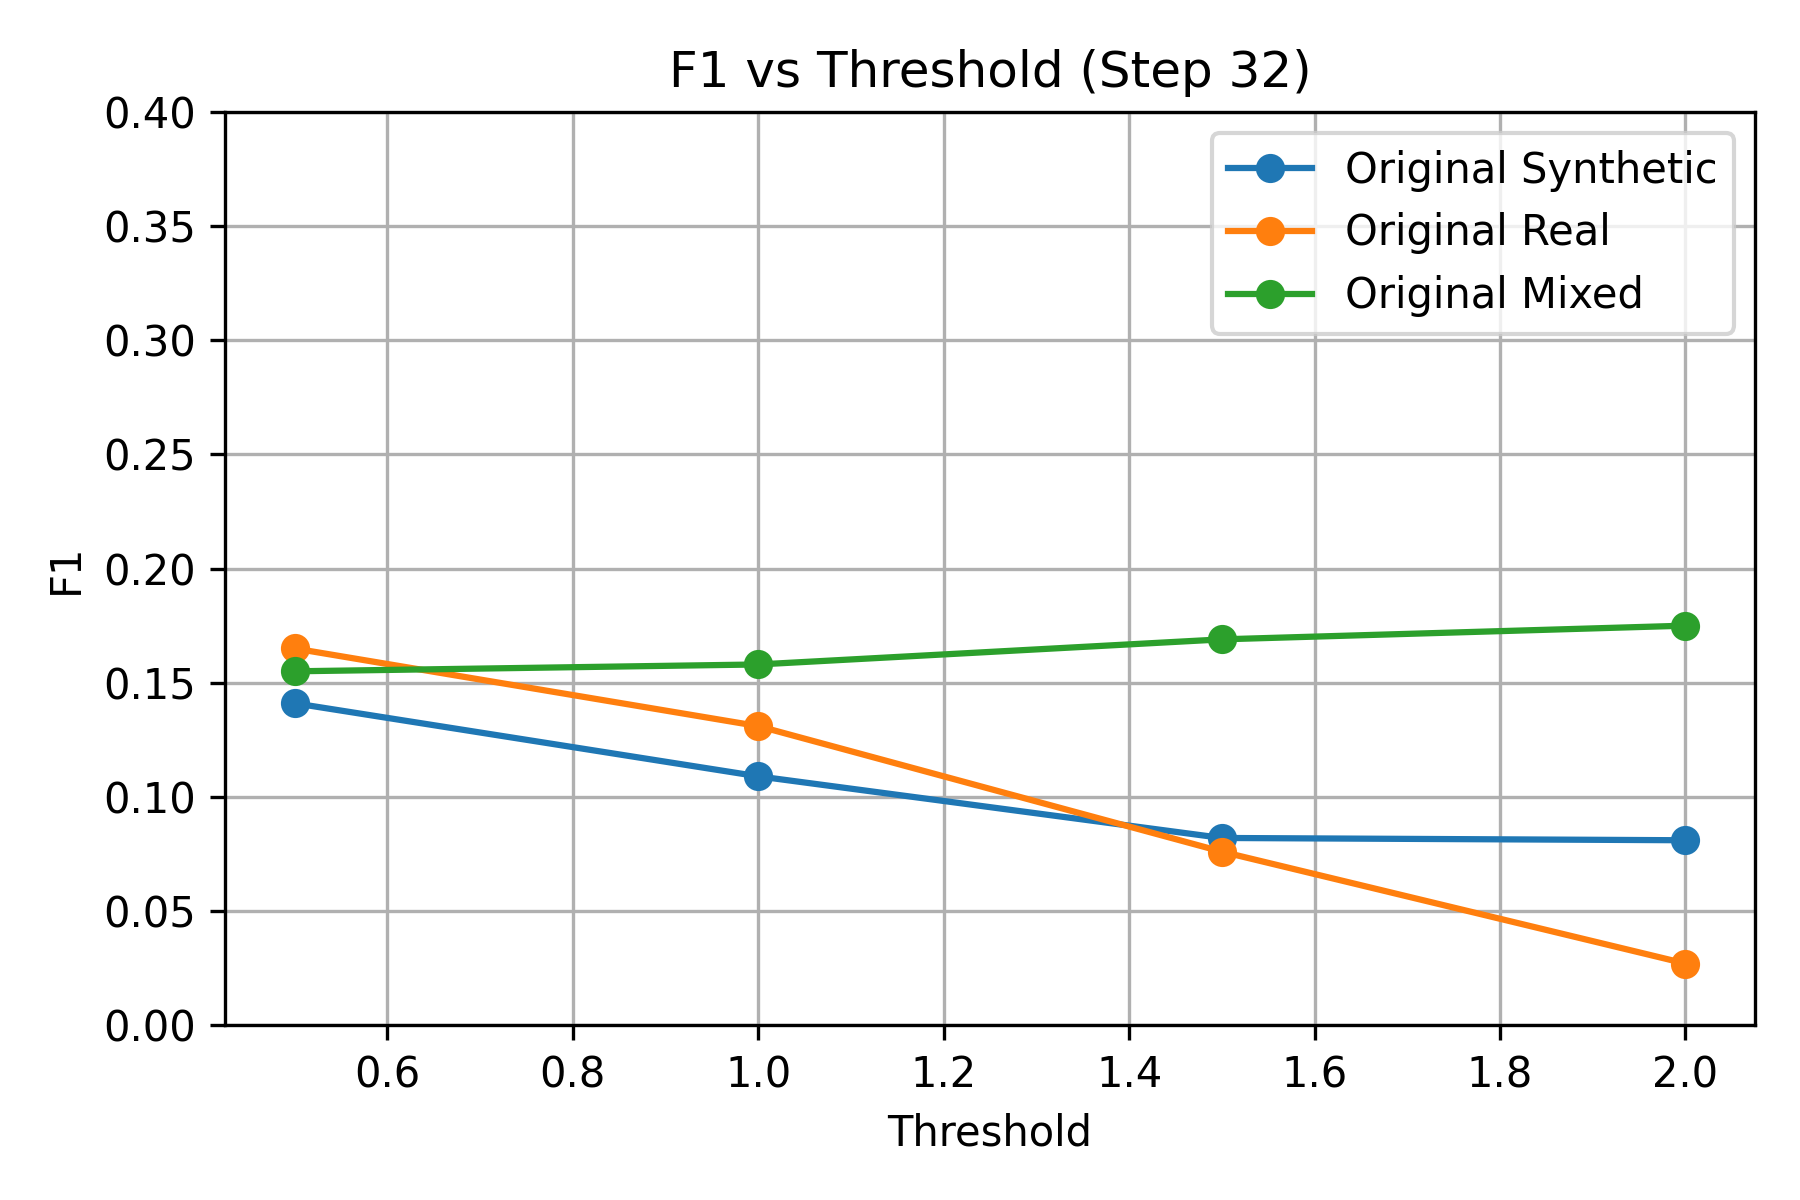 F1 vs Threshold (Step 32)
0.40
0.35
0.30
0.25
0.20
0.15
0.10
0.05
0.00
F1
Original Synthetic
Original Real
Original Mixed
0.6 0.8 1.0 1.2 1.4 1.6 1.8 2.0
Threshold